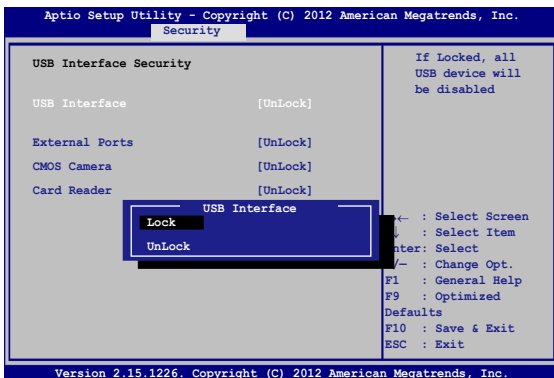 Aptio Setup Utility - Copyright (C) 2012 American Megatrends, Inc.
Security
USB Interface Security
USB Interface [UnLock]
External Ports [UnLock]
CMOS Camera [UnLock]
Card Reader [UnLock]
USB Interface
Lock
UnLock
If Locked, all
USB device will
be disabled
→← : Select Screen
↓ : Select Item
nter: Select
/— : Change Opt.
F1 : General Help
F9 : Optimized
Defaults
F10 : Save & Exit
ESC : Exit
Version 2.15.1226. Copyright (C) 2012 American Megatrends, Inc.